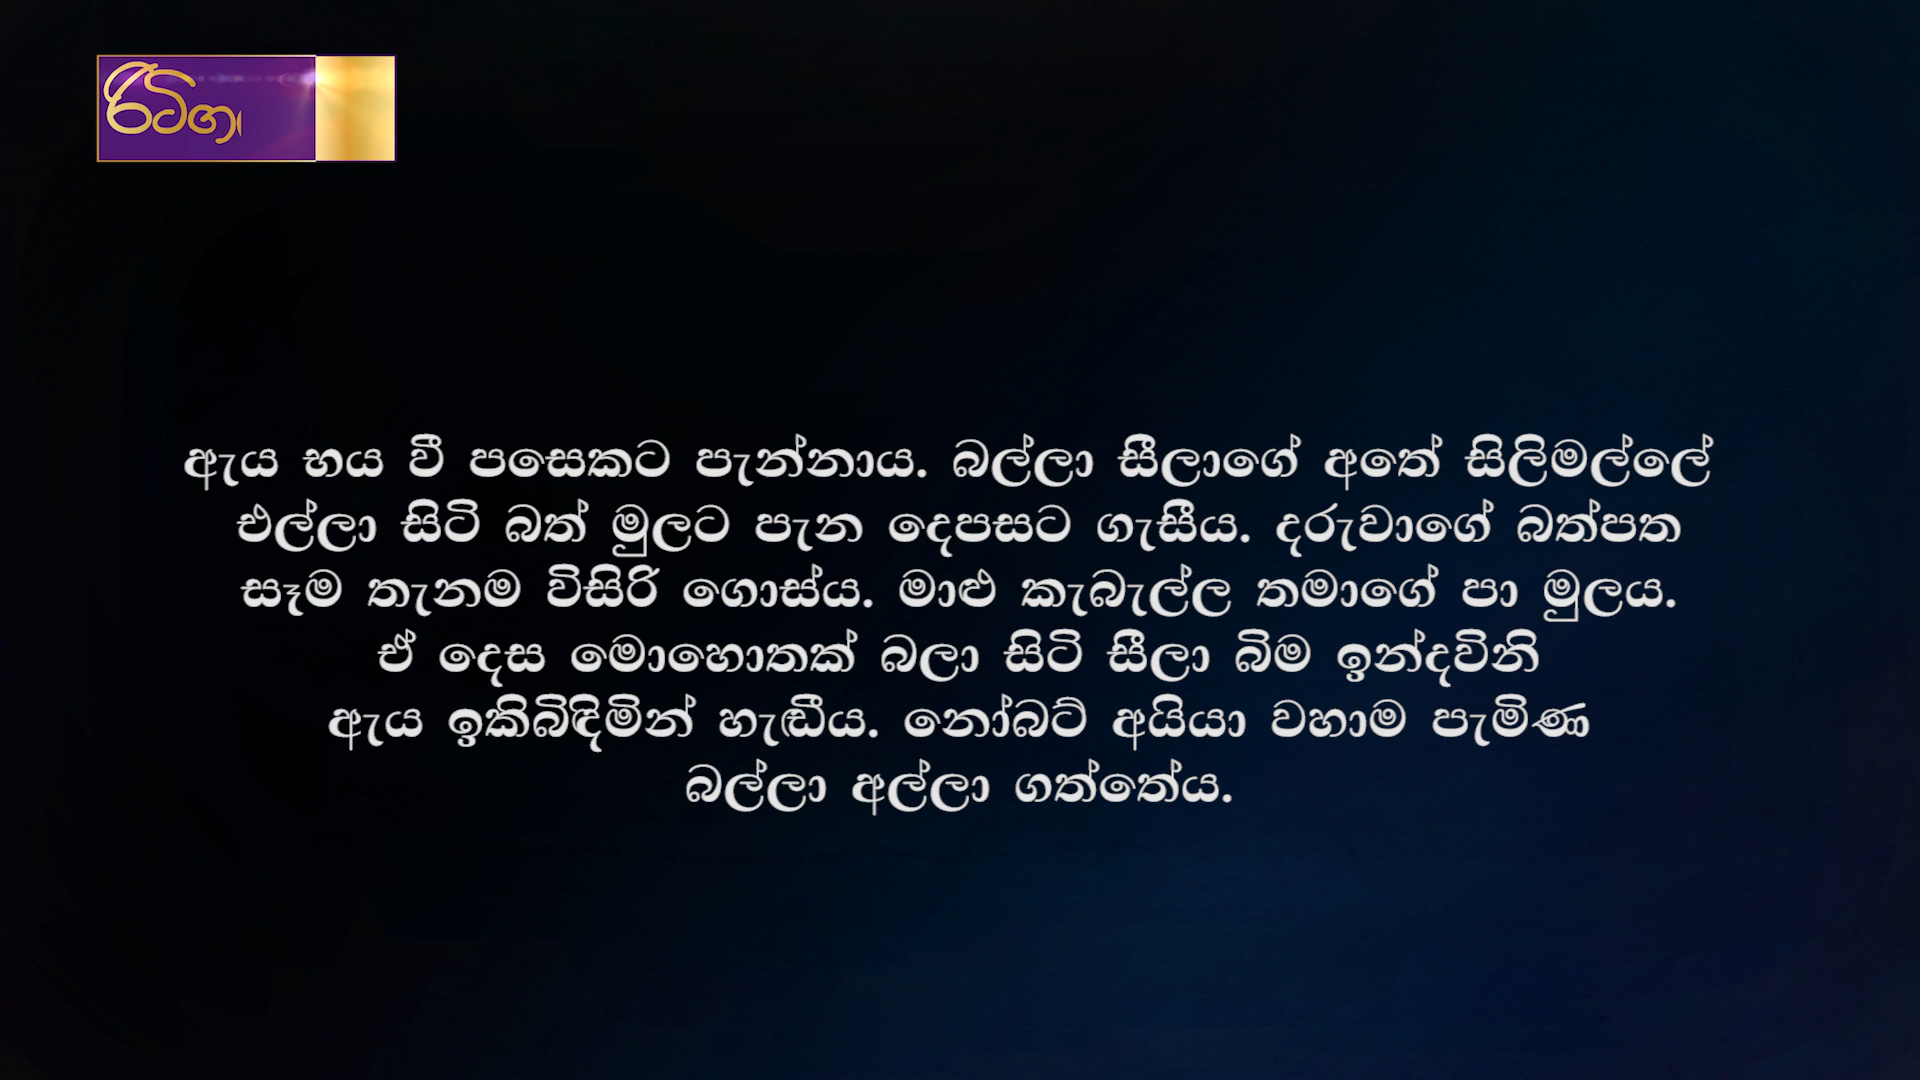 රිටිගා
ඇය භය වී පසෙකට පැන්නාය. බල්ලා සීලාගේ අතේ සිලිමල්ලේ
එල්ලා සිටි බත් මුලට පැන දෙපසට ගැසීය. දරුවාගේ බත්පත
සෑම තැනම විසිරි ගොස්ය. මාළු කැබැල්ල තමාගේ පා මුලය.
ඒ දෙස මොහොතක් බලා සිටි සීලා බිම ඉන්දවිනි
ඇය ඉකිබිඳිමින් හැඬීය. නෝබට් අයියා වහාම පැමිණ
බල්ලා අල්ලා ගත්තේය.